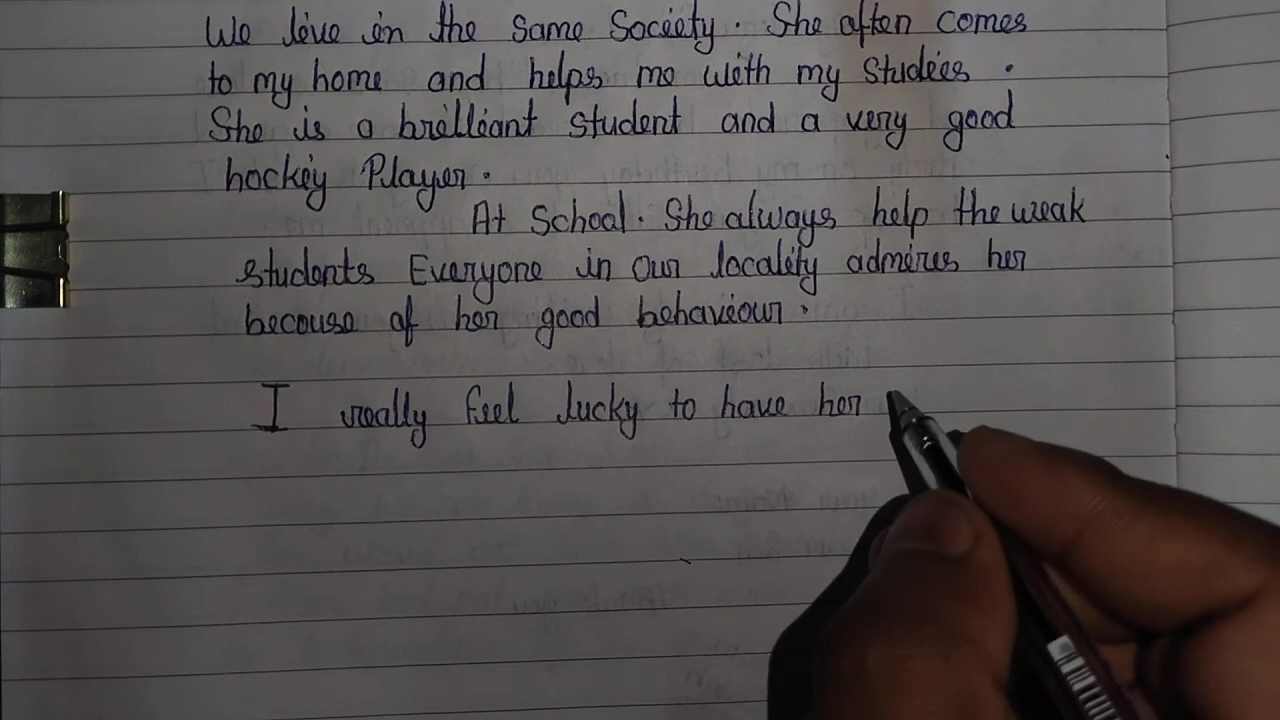 We live in the same Society. She often comes
to my home and helps me with my studies.
She is a brilliant student and a very good
hockey Player.
At School. She always help the weak
students Everyone in our locality admires her
becouse of her good behaviour.
I really feel lucky to have her